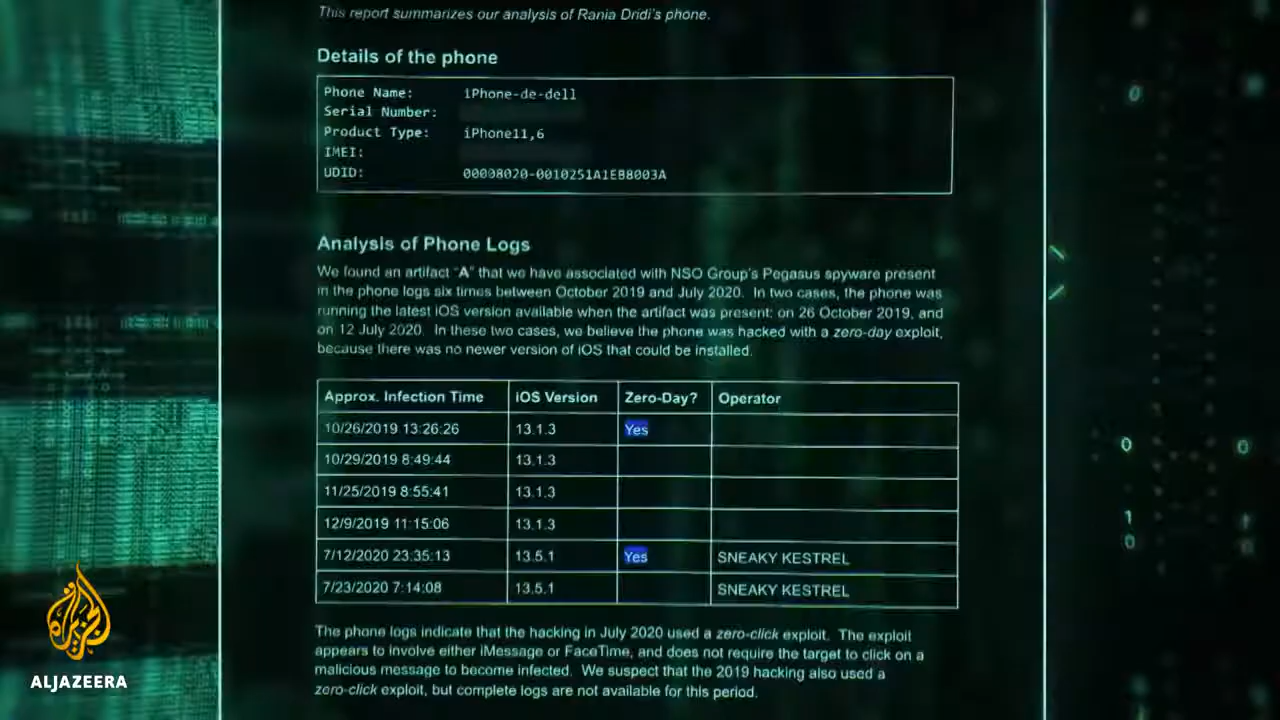 This report summarizes our analysis of Rania Dridi's phone.
Details of the phone
Phone Name: iPhone-de-dell
Serial Number:
Product Type: iPhone11,6
IMEI:
UDID: 00008020-0010251A1EB8003A
Analysis of Phone Logs
We found an artifact "A" that we have associated with NSO Group's Pegasus spyware present
in the phone logs six times between October 2019 and July 2020. In two cases, the phone was
running the latest iOS version available when the artifact was present: on 26 October 2019, and
on 12 July 2020. In these two cases, we believe the phone was hacked with a zero-day exploit,
because there was no newer version of iOS that could be installed.
Approx. Infection Time iOS Version Zero-Day? Operator
10/26/2019 13:26:26 13.1.3 Yes
10/29/2019 8:49:44 13.1.3
11/25/2019 8:55:41 13.1.3
12/9/2019 11:15:06 13.1.3
7/12/2020 23:35:13 13.5.1 Yes SNEAKY KESTREL
7/23/2020 7:14:08 13.5.1 SNEAKY KESTREL
The phone logs indicate that the hacking in July 2020 used a zero-click exploit. The exploit
appears to involve either iMessage or FaceTime, and does not require the target to click on a
malicious message to become infected. We suspect that the 2019 hacking also used a
zero-click exploit, but complete logs are not available for this period.
0
0 0
1 1
0 0
0
الجزيرة
ALJAZEERA